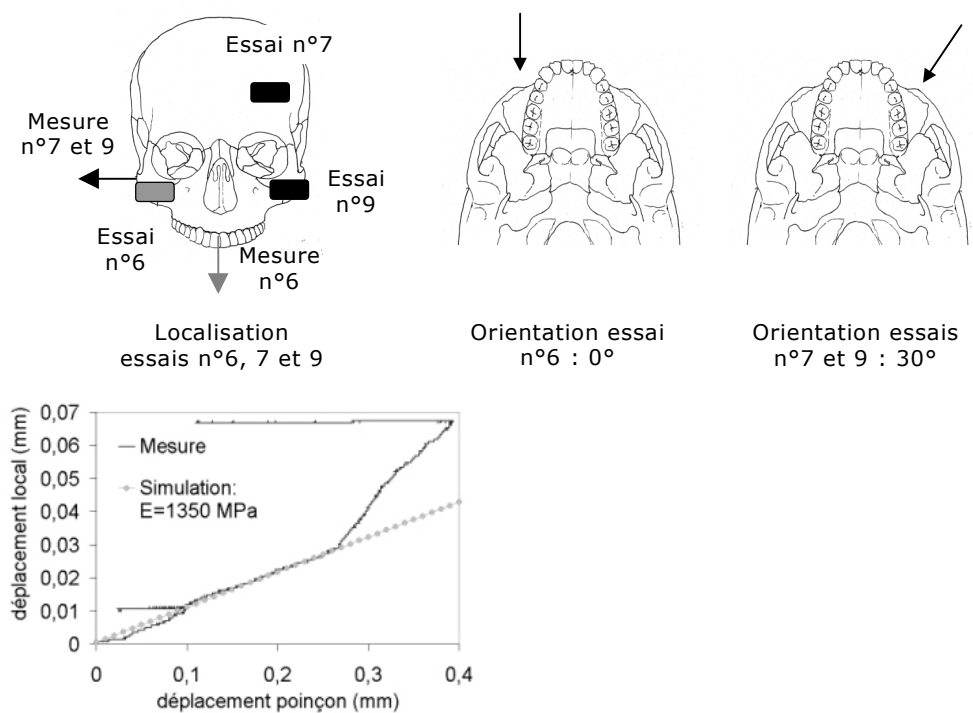 Essai n°7
Mesure
n°7 et 9
Essai
n°9
Essai
n°6
Mesure
n°6
Localisation
essais n°6, 7 et 9
Orientation essai
n°6 : 0°
Orientation essais
n°7 et 9 : 30°
déplacement local (mm)
0,07
0,06
0,05
0,04
0,03
0,02
0,01
0
Mesure
Simulation:
E=1350 MPa
0
0,1
0,2
0,3
0,4
déplacement poinçon (mm)